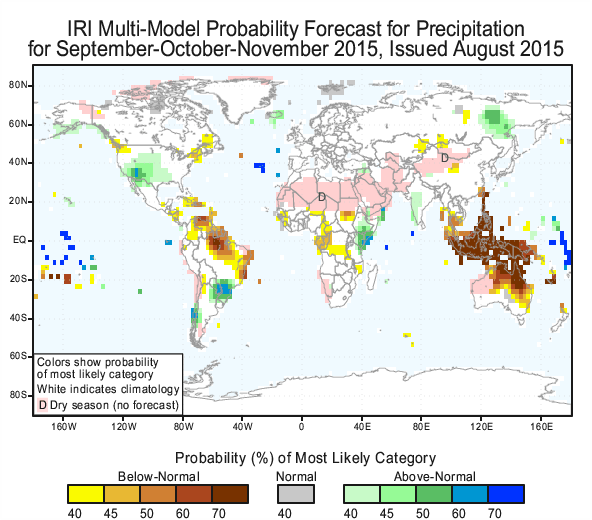 IRI Multi-Model Probability Forecast for Precipitation
for September-October-November 2015, Issued August 2015
80N
60N
40N
20N
EQ
20S
40S
60S
80S
D
D
Colors show probability
of most likely category
White indicates climatology
D Dry season (no forecast)
160W 120W 80W 40W 0 40E 80E 120E 160E
Probability (%) of Most Likely Category
Below-Normal Normal Above-Normal
40 45 50 60 70 40 40 45 50 60 70